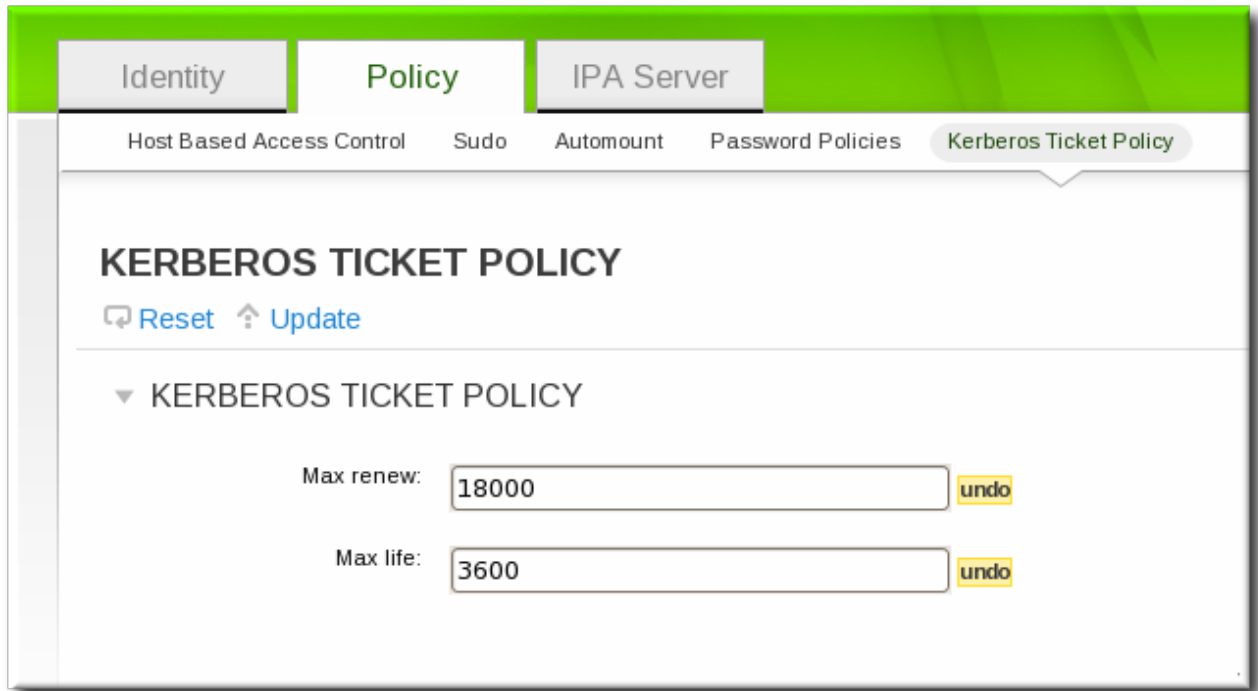 Identity Policy IPA Server
Host Based Access Control Sudo Automount Password Policies Kerberos Ticket Policy
KERBEROS TICKET POLICY
Reset Update
KERBEROS TICKET POLICY
Max renew: 18000 undo
Max life: 3600 undo